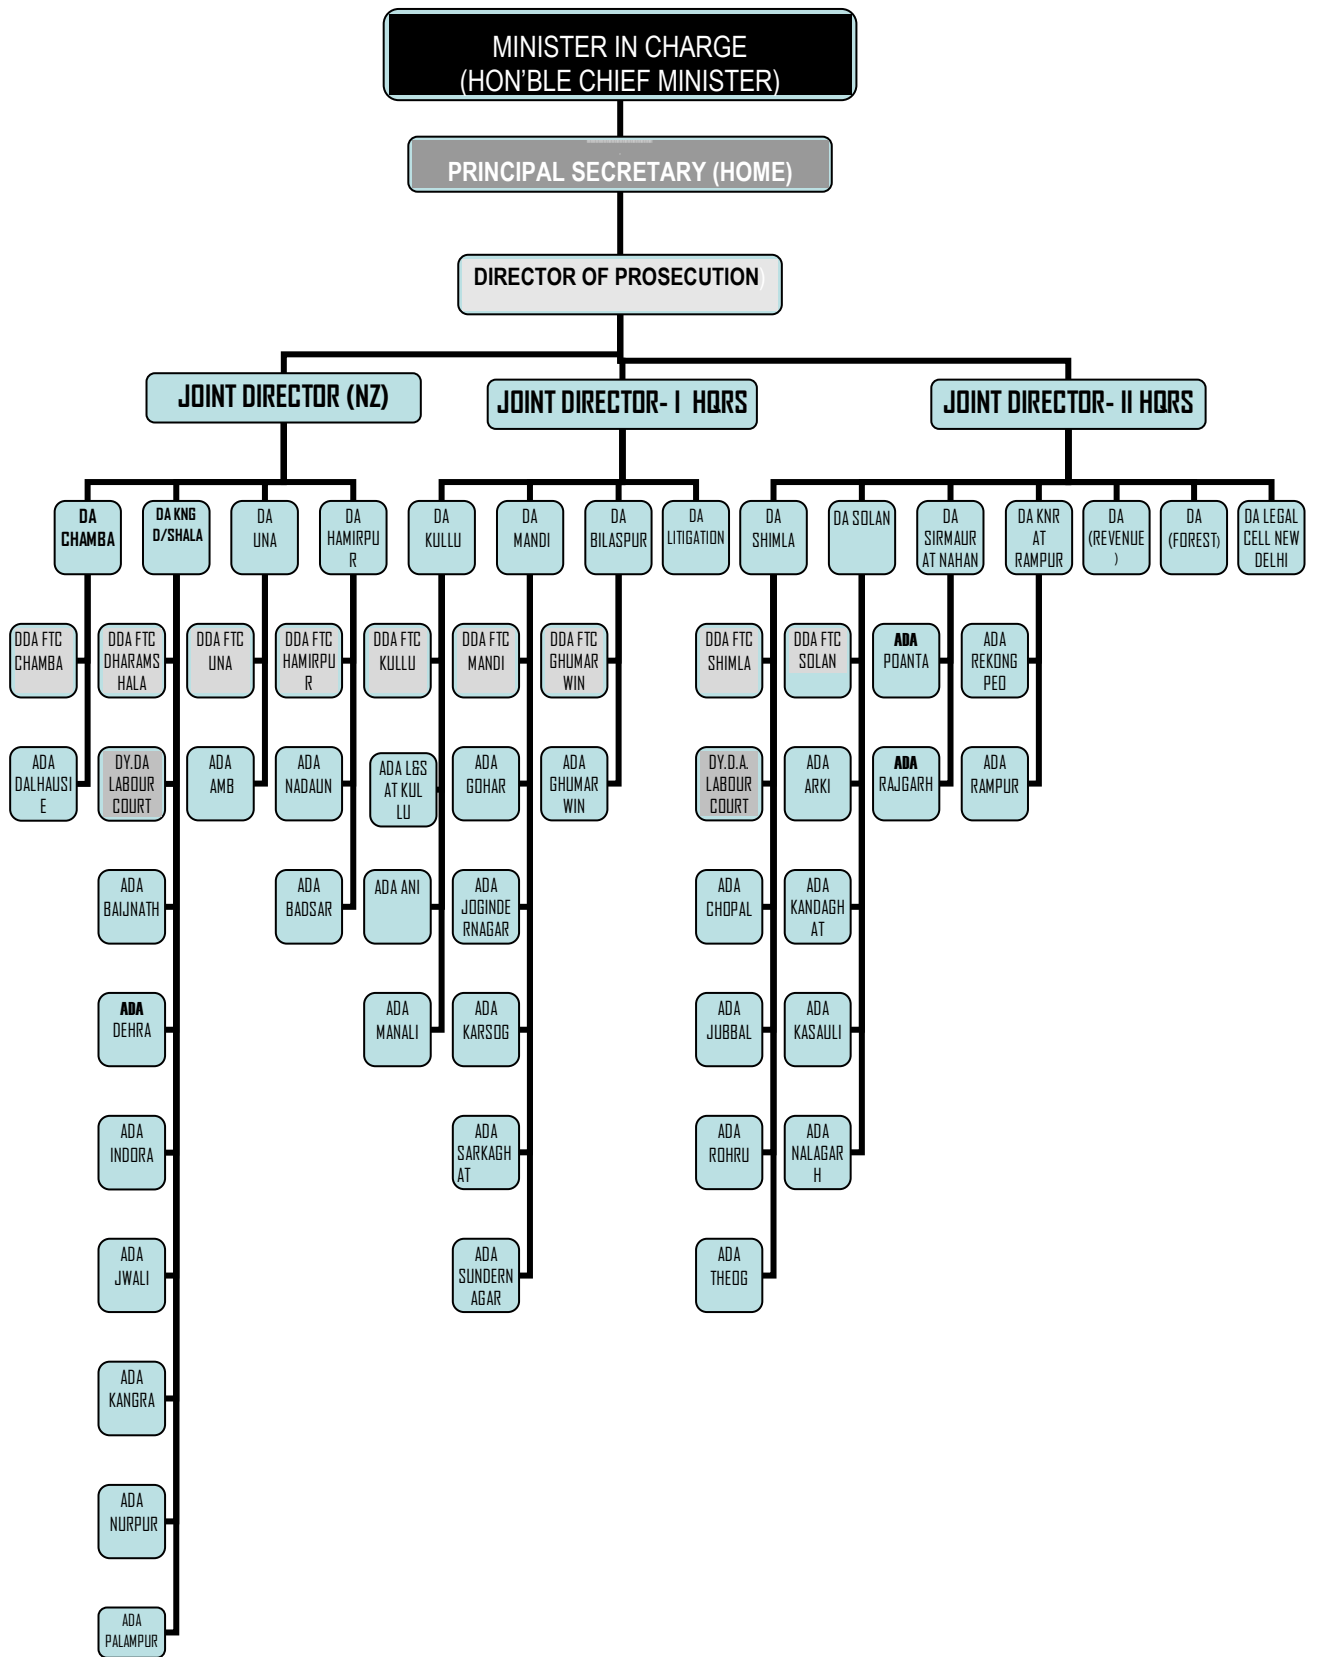 MINISTER IN CHARGE
(HON'BLE CHIEF MINISTER)
PRINCIPAL SECRETARY (HOME)
DIRECTOR OF PROSECUTION)
JOINT DIRECTOR (NZ)
JOINT DIRECTOR- I HQRS
JOINT DIRECTOR- II HQRS
DA
CHAMBA
DA KNG
D/SHALA
DA
UNA
DA
HAMIRPU
R
DA
KULLU
DA
MANDI
DA
BILASPUR
DA
LITIGATION
DA
SHIMLA
DA SOLAN
DA
SIRMAUR
AT NAHAN
DA KNR
AT
RAMPUR
DA
(REVENUE
)
DA
(FOREST)
DA LEGAL
CELL NEW
DELHI
DDA FTC
CHAMBA
DDA FTC
DHARAMS
HALA
DDA FTC
UNA
DDA FTC
HAMIRPU
R
DDA FTC
KULLU
DDA FTC
MANDI
DDA FTC
GHUMAR
WIN
DDA FTC
SHIMLA
DDA FTC
SOLAN
ADA
POANTA
ADA
REKONG
PEO
ADA
DALHAUSI
E
DY.DA
LABOUR
COURT
ADA
AMB
ADA
NADAUN
ADA L&S
AT KUL
LU
ADA
GOHAR
ADA
GHUMAR
WIN
DY.D.A.
LABOUR
COURT
ADA
ARKI
ADA
RAJGARH
ADA
RAMPUR
ADA
BAIJNATH
ADA
BADSAR
ADA ANI
ADA
JOGINDE
RNAGAR
ADA
CHOPAL
ADA
KANDAGH
AT
ADA
DEHRA
ADA
MANALI
ADA
KARSOG
ADA
JUBBAL
ADA
KASAULI
ADA
INDORA
ADA
SARKAGH
AT
ADA
ROHRU
ADA
NALAGAR
H
ADA
JWALI
ADA
SUNDERN
AGAR
ADA
THEOG
ADA
KANGRA
ADA
NURPUR
ADA
PALAMPUR